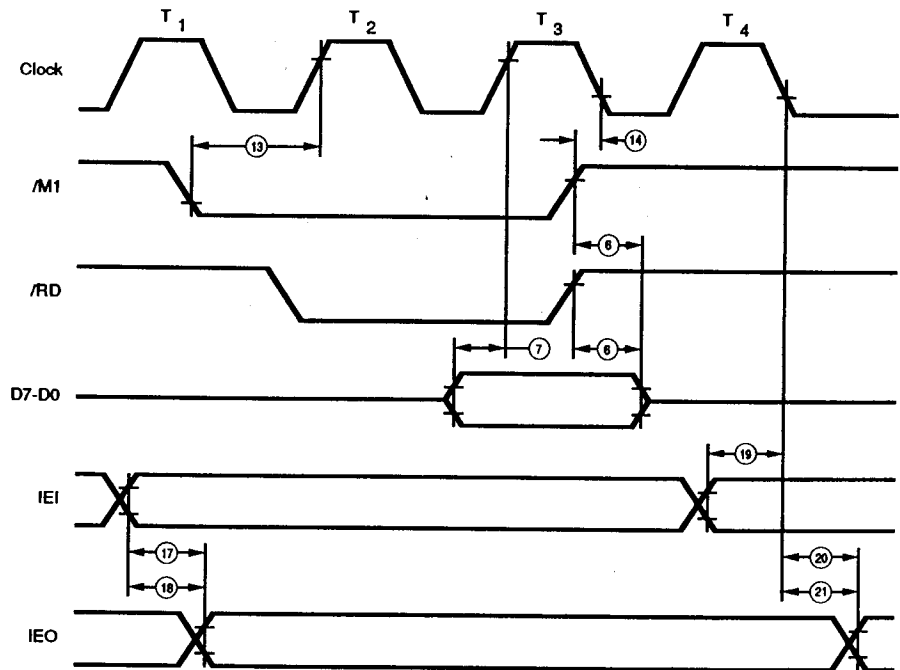 T1 T2 T3 T4
Clock
13 14
/M1
6
/RD
7 6
D7-D0
19
IEI
17 20
18 21
IEO